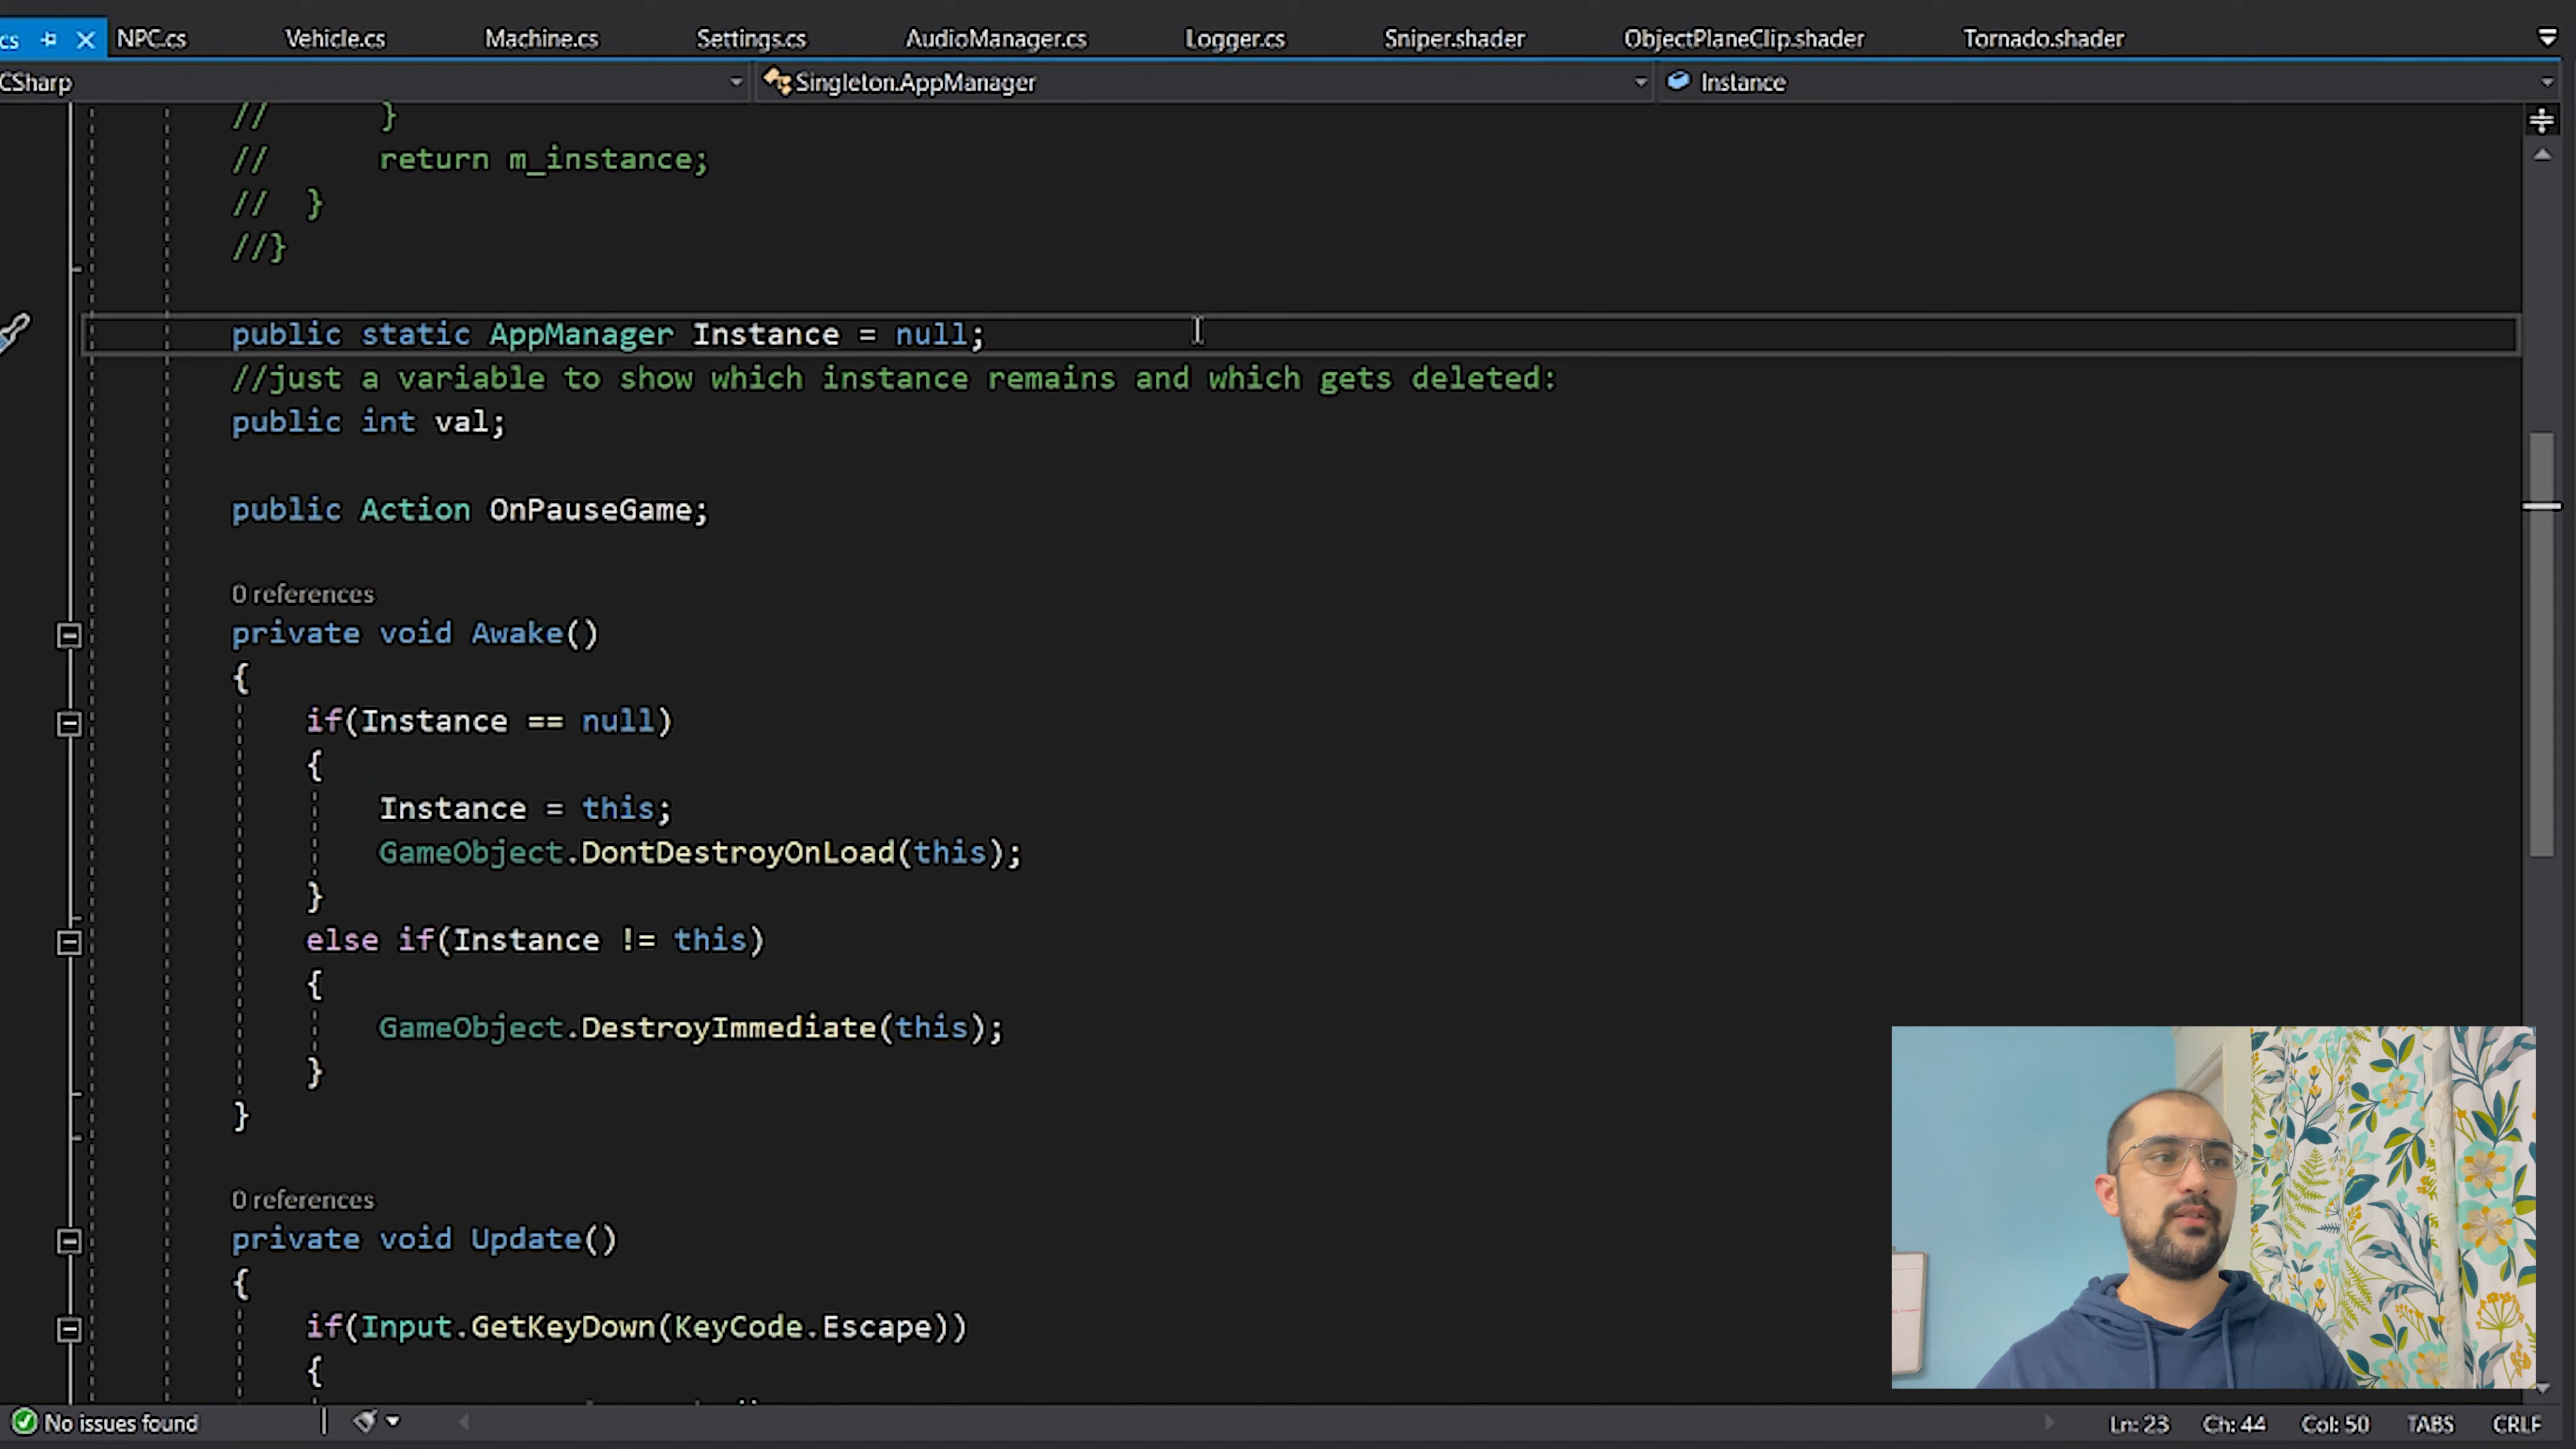 cs NPC.cs Vehicle.cs Machine.cs Settings.cs AudioManager.cs Logger.cs Sniper.shader ObjectPlaneClip.shader Tornado.shader
CSharp Singleton.AppManager Instance
// }
// return m_instance;
// }
//}
public static AppManager Instance = null;
//just a variable to show which instance remains and which gets deleted:
public int val;
public Action OnPauseGame;
0 references
private void Awake()
{
if(Instance == null)
{
Instance = this;
GameObject.DontDestroyOnLoad(this);
}
else if(Instance != this)
{
GameObject.DestroyImmediate(this);
}
}
0 references
private void Update()
{
if(Input.GetKeyDown(KeyCode.Escape))
{
No issues found Ln: 23 Ch: 44 Col: 50 TABS CRLF